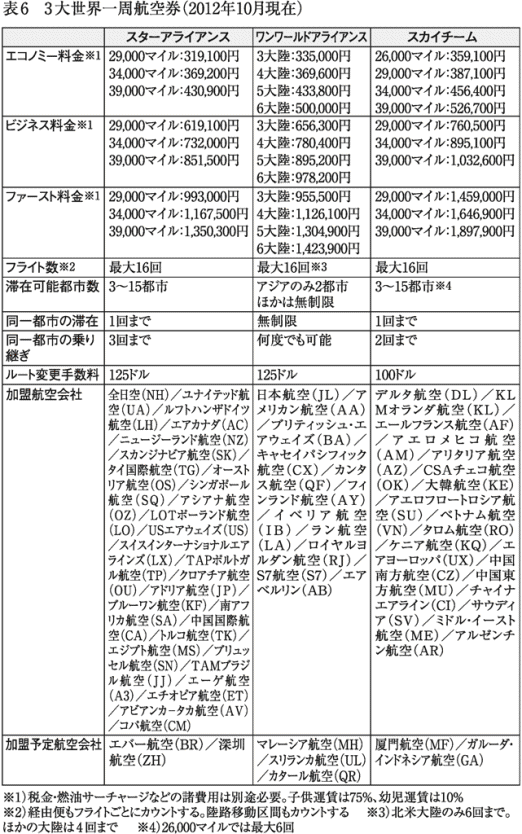 表6　3大世界一周航空券(2012年10月現在)
スターアライアンス　ワンワールドアライアンス　スカイチーム
エコノミー料金※1
29,000マイル:319,100円
34,000マイル:369,200円
39,000マイル:430,900円
3大陸:335,000円
4大陸:369,600円
5大陸:433,800円
6大陸:500,000円
26,000マイル:359,100円
29,000マイル:387,100円
34,000マイル:456,400円
39,000マイル:526,700円
ビジネス料金※1
29,000マイル:619,100円
34,000マイル:732,000円
39,000マイル:851,500円
3大陸:656,300円
4大陸:780,400円
5大陸:895,200円
6大陸:978,200円
29,000マイル:760,500円
34,000マイル:895,100円
39,000マイル:1,032,600円
ファースト料金※1
29,000マイル:993,000円
34,000マイル:1,167,500円
39,000マイル:1,350,300円
3大陸:955,500円
4大陸:1,126,100円
5大陸:1,304,900円
6大陸:1,423,900円
29,000マイル:1,459,000円
34,000マイル:1,646,900円
39,000マイル:1,897,900円
フライト数※2　最大16回　最大16回※3　最大16回
滞在可能都市数
3〜15都市
アジアのみ2都市
ほかは無制限
3〜15都市※4
同一都市の滞在　1回まで　無制限　1回まで
同一都市の乗り
継ぎ
3回まで
何度でも可能
2回まで
ルート変更手数料　125ドル　125ドル　100ドル
加盟航空会社
全日空(NH)／ユナイテッド航
空(UA)／ルフトハンザドイツ
航空(LH)／エアカナダ(AC)
／ニュージーランド航空(NZ)
／スカンジナビア航空(SK)／
タイ国際航空(TG)／オースト
リア航空(OS)／シンガポール
航空(SQ)／アシアナ航空
(OZ)／LOTポーランド航空
(LO)／USエアウェイズ(US)
／スイスインターナショナルエア
ラインズ(LX)／TAPポルトガ
ル航空(TP)／クロアチア航空
(OU)／アドリア航空(JP)／
ブルーワン航空(KF)／南アフ
リカ航空(SA)／中国国際航空
(CA)／トルコ航空(TK)／
エジプト航空(MS)／ブリュッ
セル航空(SN)／TAMブラジ
ル航空(JJ)／エーゲ航空
(A3)／エチオピア航空(ET)
／アビアンカ−タカ航空(AV)
／コパ航空(CM)
日本航空(JL)／ア
メリカン航空(AA)
／ブリティッシュ・エ
アウェイズ(BA)／
キャセイパシフィック
航空(CX)／カンタ
ス航空(QF)／フィ
ンランド航空(AY)
／イベリア航空
(IB)／ラン航空
(LA)／ロイヤルヨ
ルダン航空(RJ)／
S7航空(S7)／エア
ベルリン(AB)
デルタ航空(DL)／KL
Mオランダ航空(KL)／エ
ールフランス航空(AF)
／アエロメヒコ航空
(AM)／アリタリア航空
(AZ)／CSAチェコ航空
(OK)／大韓航空(KE)
／アエロフロートロシア航
空(SU)／ベトナム航空
(VN)／タロム航空(RO)
／ケニア航空(KQ)／エ
アヨーロッパ(UX)／中国
南方航空(CZ)／中国東
方航空(MU)／チャイナ
エアライン(CI)／サウディ
ア(SV)／ミドル・イースト
航空(ME)／アルゼンチ
ン航空(AR)
加盟予定航空会社
エバー航空(BR)／深圳
航空(ZH)
マレーシア航空(MH)
／スリランカ航空(UL)
／カタール航空(QR)
厦門航空(MF)／ガルーダ・
インドネシア航空(GA)
※1)税金・燃油サーチャージなどの諸費用は別途必要。子供運賃は75%、幼児運賃は10%
※2)経由便もフライトごとにカウントする。陸路移動区間もカウントする　※3)北米大陸のみ6回まで。
ほかの大陸は4回まで　※4)26,000マイルでは最大6回